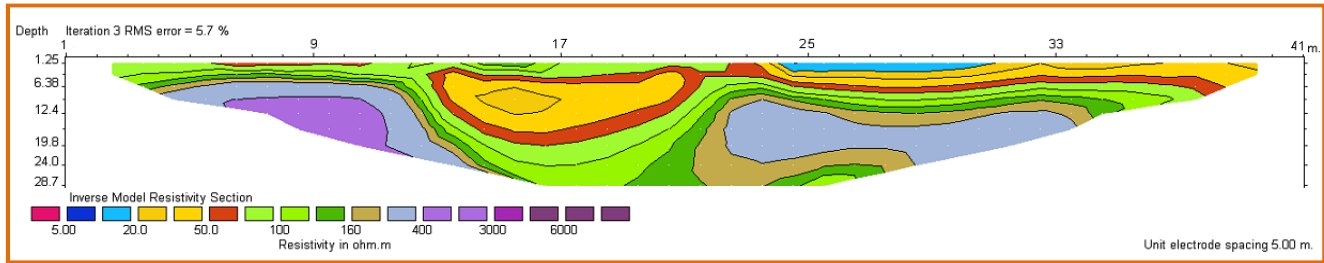 Depth Iteration 3 RMS error = 5.7 %
1 9 17 25 33 41 m.
1.25
6.38
12.4
19.8
24.0
28.7
Inverse Model Resistivity Section
5.00 20.0 50.0 100 160 400 3000 6000
Resistivity in ohm.m
Unit electrode spacing 5.00 m.